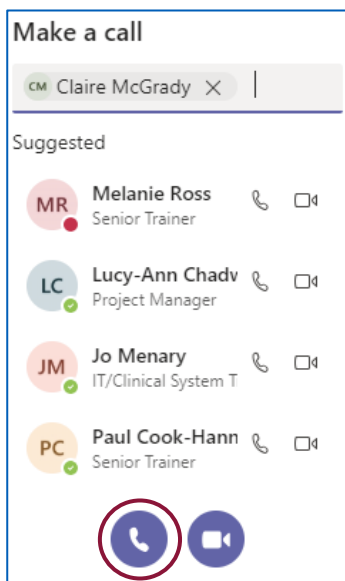 Make a call
CM Claire McGrady
Suggested
MR Melanie Ross
Senior Trainer
LC Lucy-Ann Chadw
Project Manager
JM Jo Menary
IT/Clinical System T
PC Paul Cook-Hann
Senior Trainer